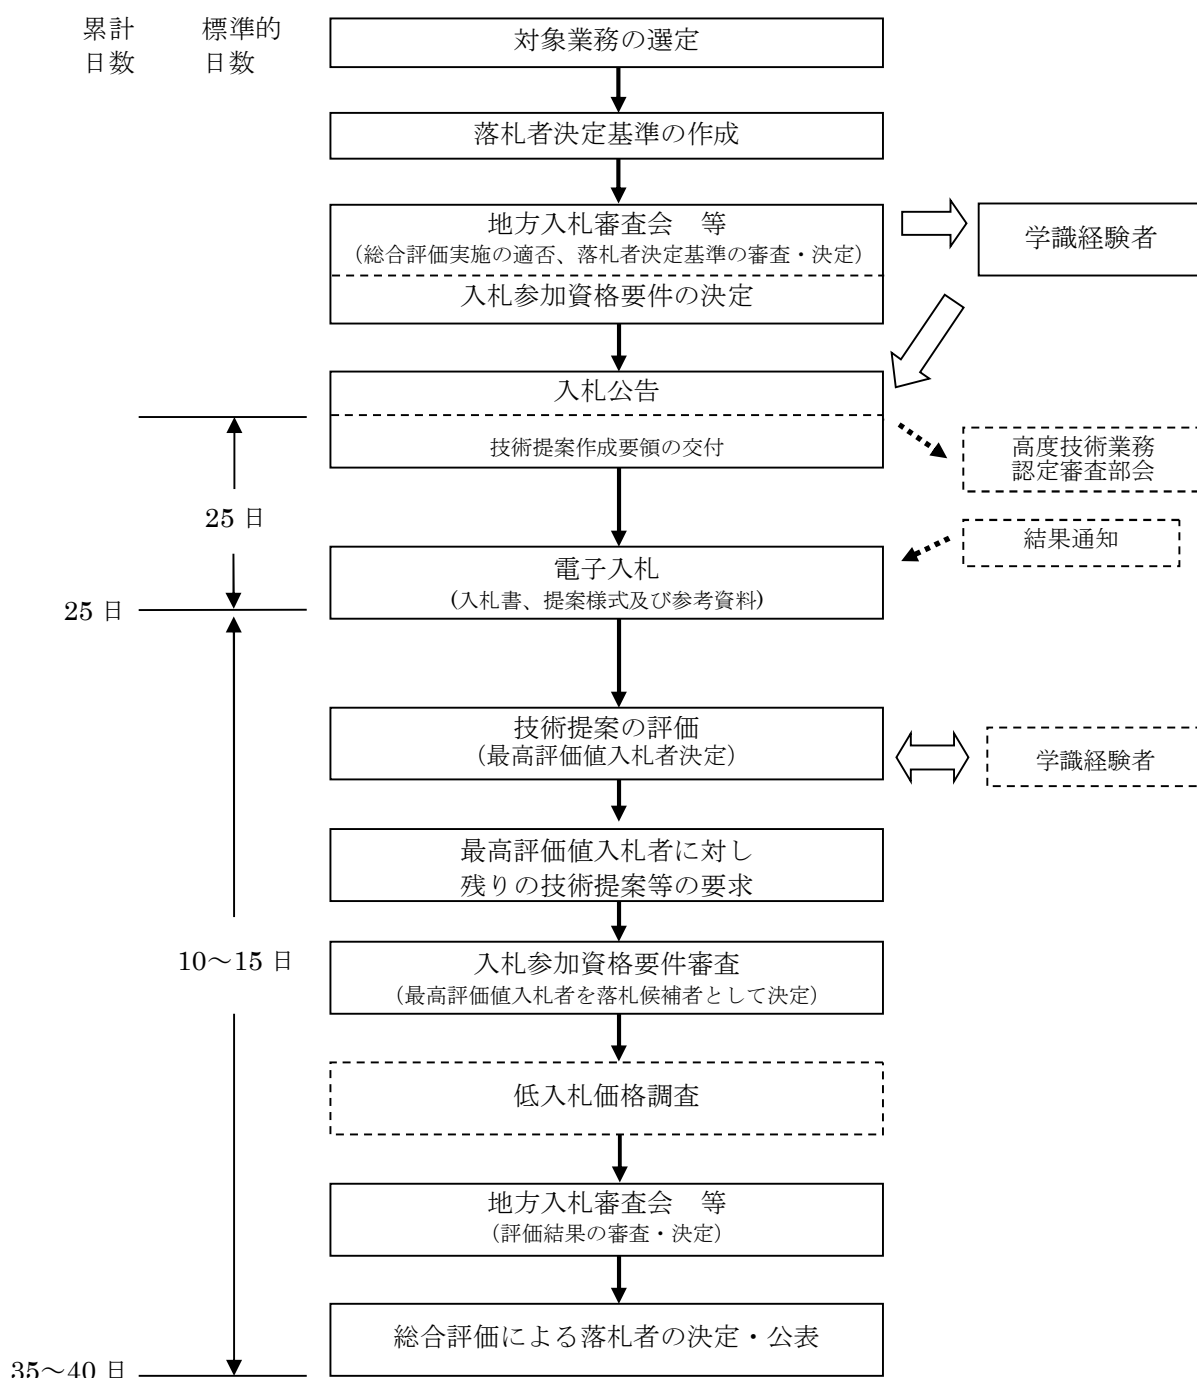 累計
日数
標準的
日数
対象業務の選定
落札者決定基準の作成
地方入札審査会　等
（総合評価実施の適否、落札者決定基準の審査・決定）
入札参加資格要件の決定
学識経験者
入札公告
技術提案作成要領の交付
高度技術業務
認定審査部会
25 日
結果通知
電子入札
(入札書、提案様式及び参考資料)
25 日
技術提案の評価
（最高評価値入札者決定）
学識経験者
最高評価値入札者に対し
残りの技術提案等の要求
10～15 日
入札参加資格要件審査
（最高評価値入札者を落札候補者として決定）
低入札価格調査
地方入札審査会　等
（評価結果の審査・決定）
総合評価による落札者の決定・公表
35～40 日